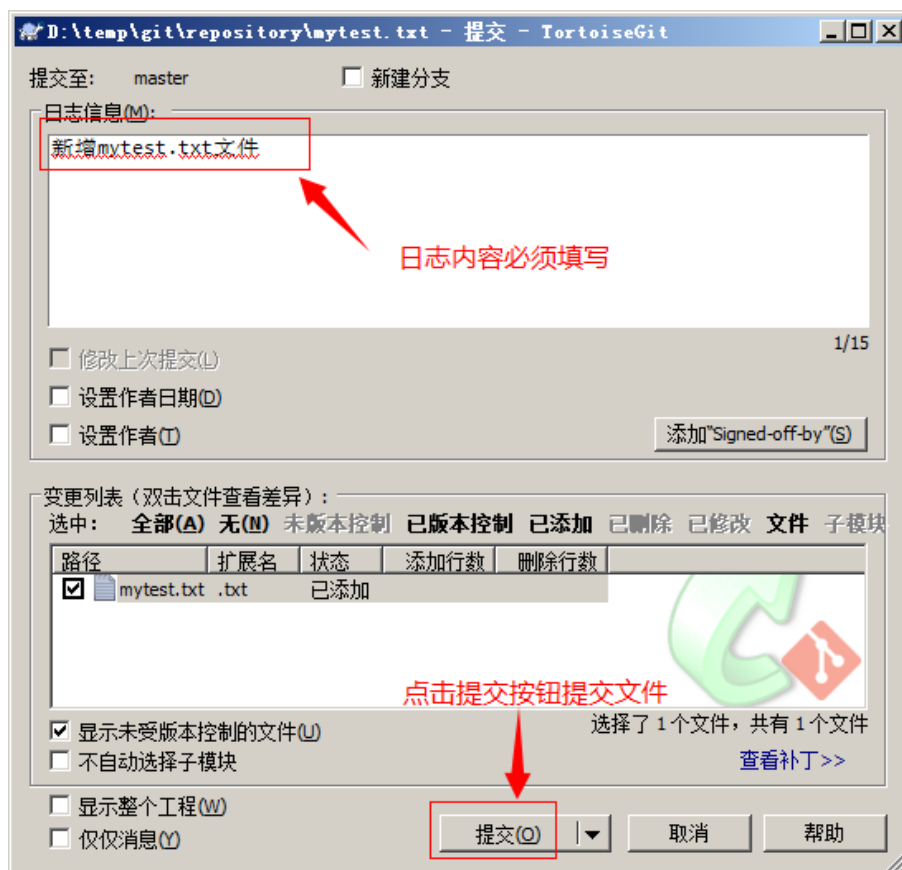 D:\temp\git\repository\mytest.txt - 提交 - TortoiseGit
提交至: master 新建分支
日志信息(M):
新增mytest.txt文件
日志内容必须填写
1/15
修改上次提交(L)
设置作者日期(D)
设置作者(T) 添加"Signed-off-by"(S)
变更列表（双击文件查看差异）:
选中: 全部(A) 无(N) 未版本控制 已版本控制 已添加 已删除 已修改 文件 子模块
路径 扩展名 状态 添加行数 删除行数
mytest.txt .txt 已添加
点击提交按钮提交文件
显示未受版本控制的文件(U) 选择了 1 个文件，共有 1 个文件
不自动选择子模块 查看补丁>>
显示整个工程(W)
仅仅消息(Y) 提交(O) 取消 帮助